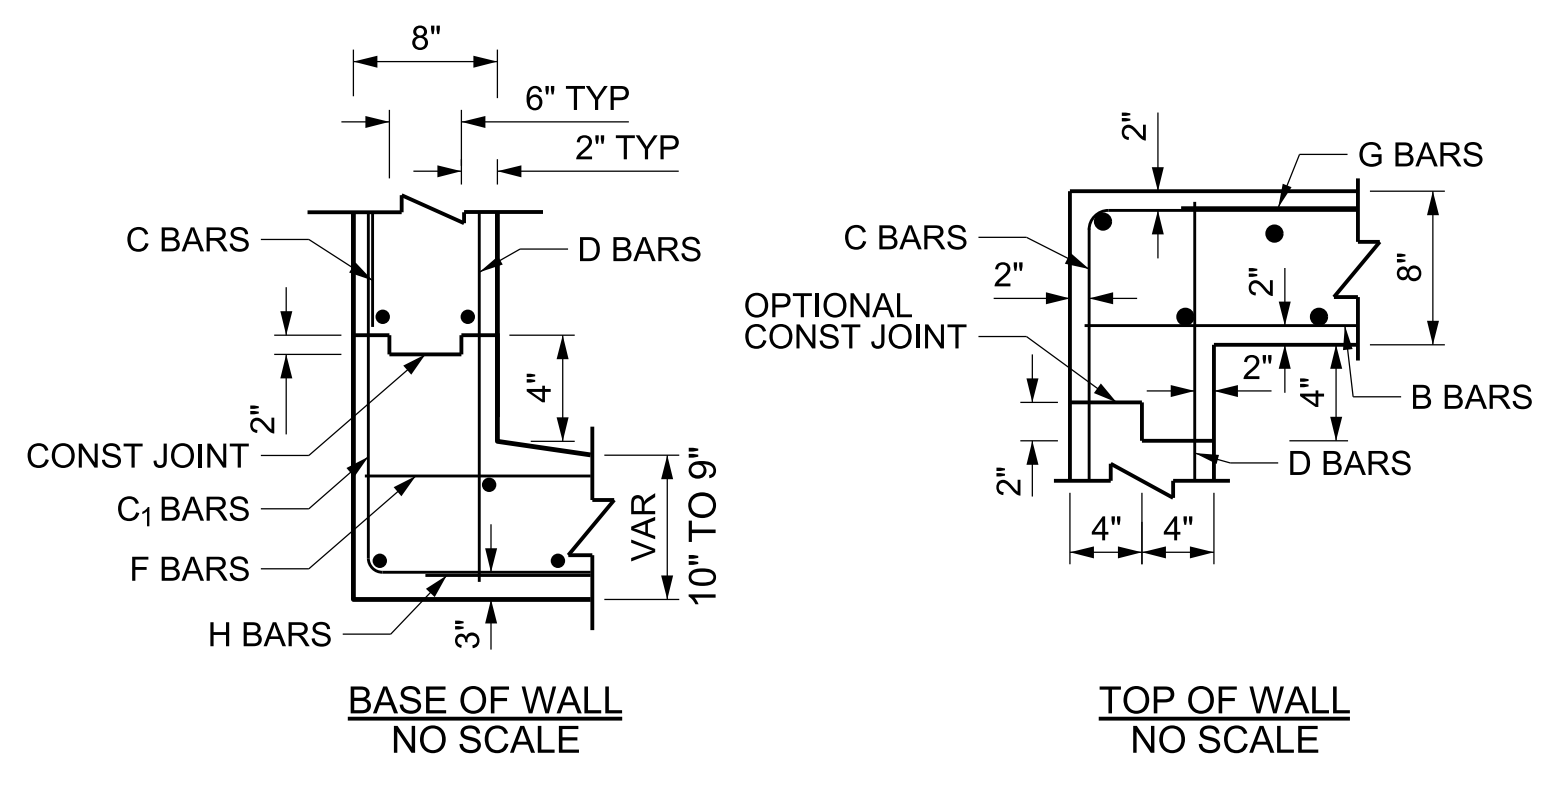 8"
6" TYP
2" TYP
C BARS
D BARS
2"
4"
CONST JOINT
C1 BARS
F BARS
H BARS
3"
VAR
10" TO 9"
BASE OF WALL
NO SCALE
2"
G BARS
C BARS
2"
OPTIONAL
CONST JOINT
2"
8"
2"
4"
B BARS
D BARS
2"
4"
4"
TOP OF WALL
NO SCALE